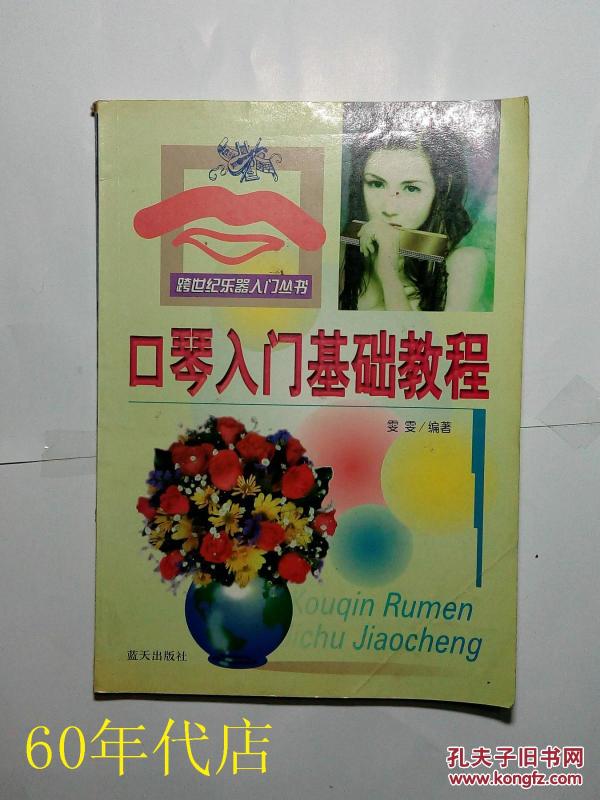 跨世纪乐器入门丛书
口琴入门基础教程
雯 雯/编著
Kouqin Rumen
ichu Jiaocheng
蓝天出版社
60年代店
孔夫子旧书网
www.kongfz.com